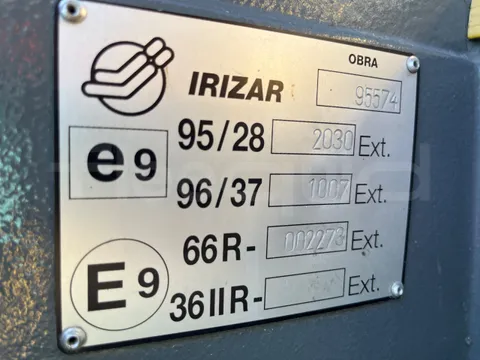 OBRA
IRIZAR 95574
e9 95/28 2030 Ext.
96/37 1007 Ext.
66R- 002273 Ext.
E9 36IIR- Ext.